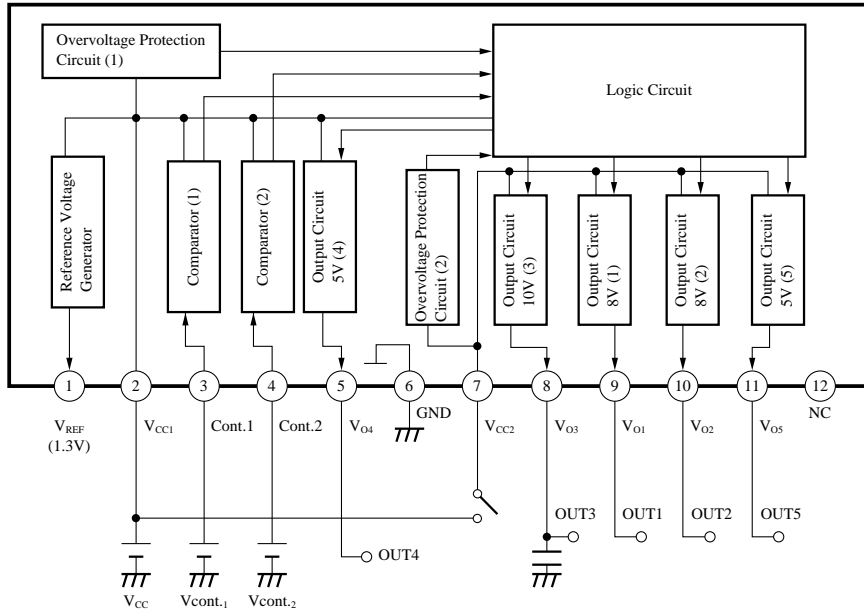 Overvoltage Protection
Circuit (1)
Logic Circuit
Reference Voltage
Generator
Comparator (1)
Comparator (2)
Output Circuit
5V (4)
Overvoltage Protection
Circuit (2)
Output Circuit
10V (3)
Output Circuit
8V (1)
Output Circuit
8V (2)
Output Circuit
5V (5)
1 2 3 4 5 6 7 8 9 10 11 12
VREF
(1.3V)
VCC1
Cont.1
Cont.2
VO4
GND
VCC2
VO3
VO1
VO2
VO5
NC
OUT4
OUT3
OUT1
OUT2
OUT5
VCC
Vcont.1
Vcont.2